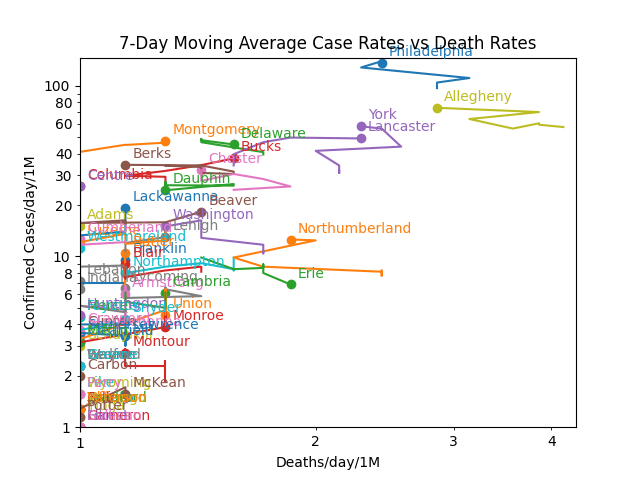 7-Day Moving Average Case Rates vs Death Rates
Philadelphia
Allegheny
York
Lancaster
Montgomery
Delaware
Bucks
Berks
Chester
Columbia
Dauphin
Lackawanna
Beaver
Adams
Washington
Lehigh
Northumberland
Westmoreland
Franklin
Blair
Northampton
Lebanon
Lycoming
Erie
Indiana
Armstrong
Cambria
Huntingdon
Snyder
Union
Monroe
Lawrence
Montour
Carbon
Wyoming
McKean
Potter
Cameron
100
80
60
40
30
20
10
8
6
4
3
2
1
1
2
3
4
Confirmed Cases/day/1M
Deaths/day/1M